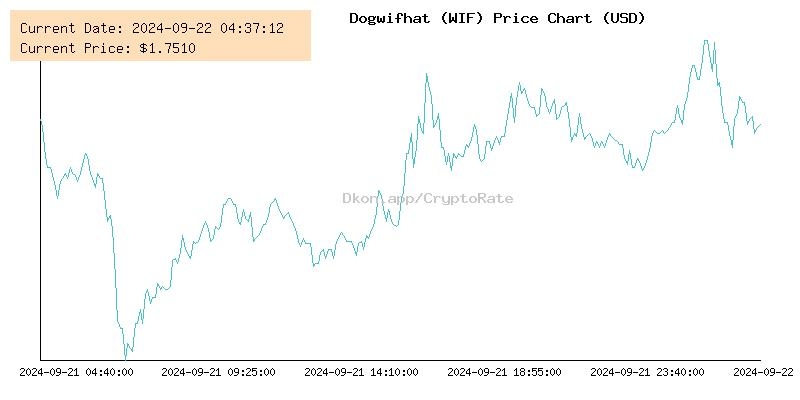 Dogwifhat (WIF) Price Chart (USD)
Current Date: 2024-09-22 04:37:12
Current Price: $1.7510
Dkon.app/CryptoRate
2024-09-21 04:40:00 2024-09-21 09:25:00 2024-09-21 14:10:00 2024-09-21 18:55:00 2024-09-21 23:40:00 2024-09-22